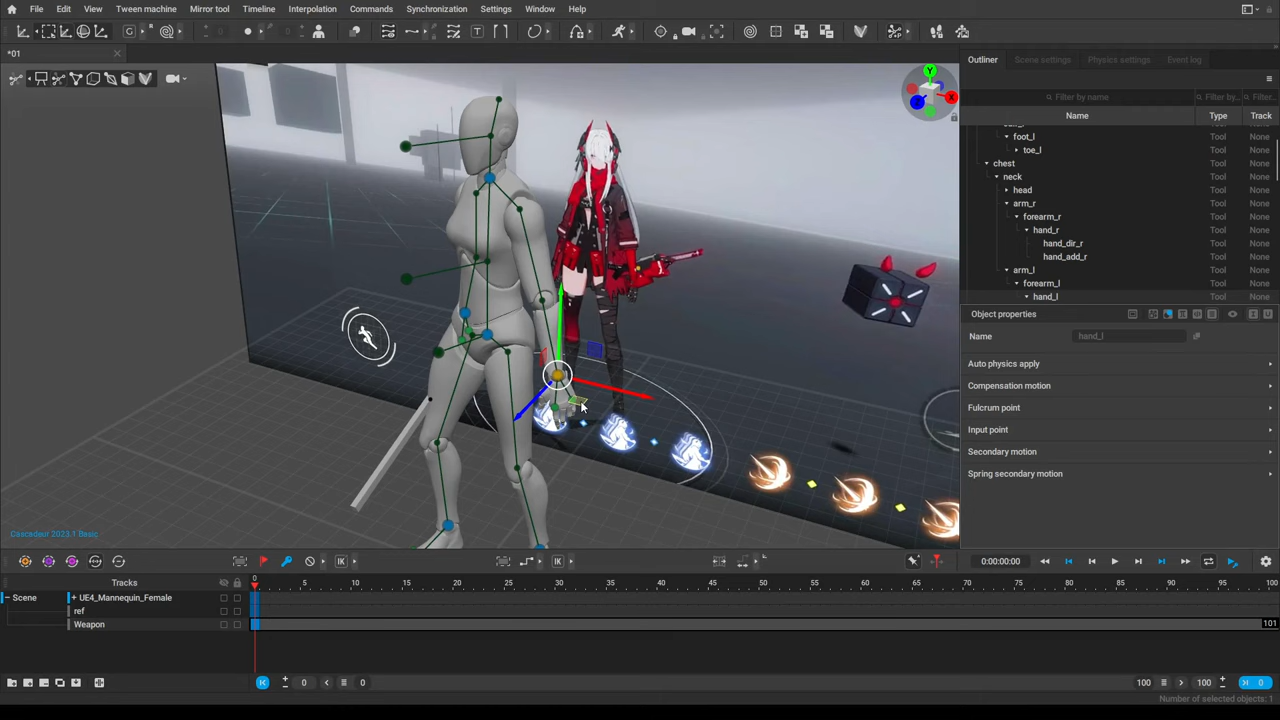 File Edit View Tween machine Mirror tool Timeline Interpolation Commands Synchronization Settings Window Help
*01
Outliner Scene settings Physics settings Event log
Filter by name Filter by... Filter...
Name Type Track
foot_l Tool None
toe_l Tool None
chest Tool None
neck Tool None
head Tool None
arm_r Tool None
forearm_r Tool None
hand_r Tool None
hand_dir_r Tool None
hand_add_r Tool None
arm_l Tool None
forearm_l Tool None
hand_l Tool None
Object properties
Name hand_l
Auto physics apply
Compensation motion
Fulcrum point
Input point
Secondary motion
Spring secondary motion
Y
X
Z
Cascadeur 2023.1 Basic
IK IK 0:00:00:00
Tracks 0 5 10 15 20 25 30 35 40 45 50 55 60 65 70 75 80 85 90 95 100
Scene + UE4_Mannequin_Female
ref
Weapon 101
0 0 100 100 0
Number of selected objects: 1